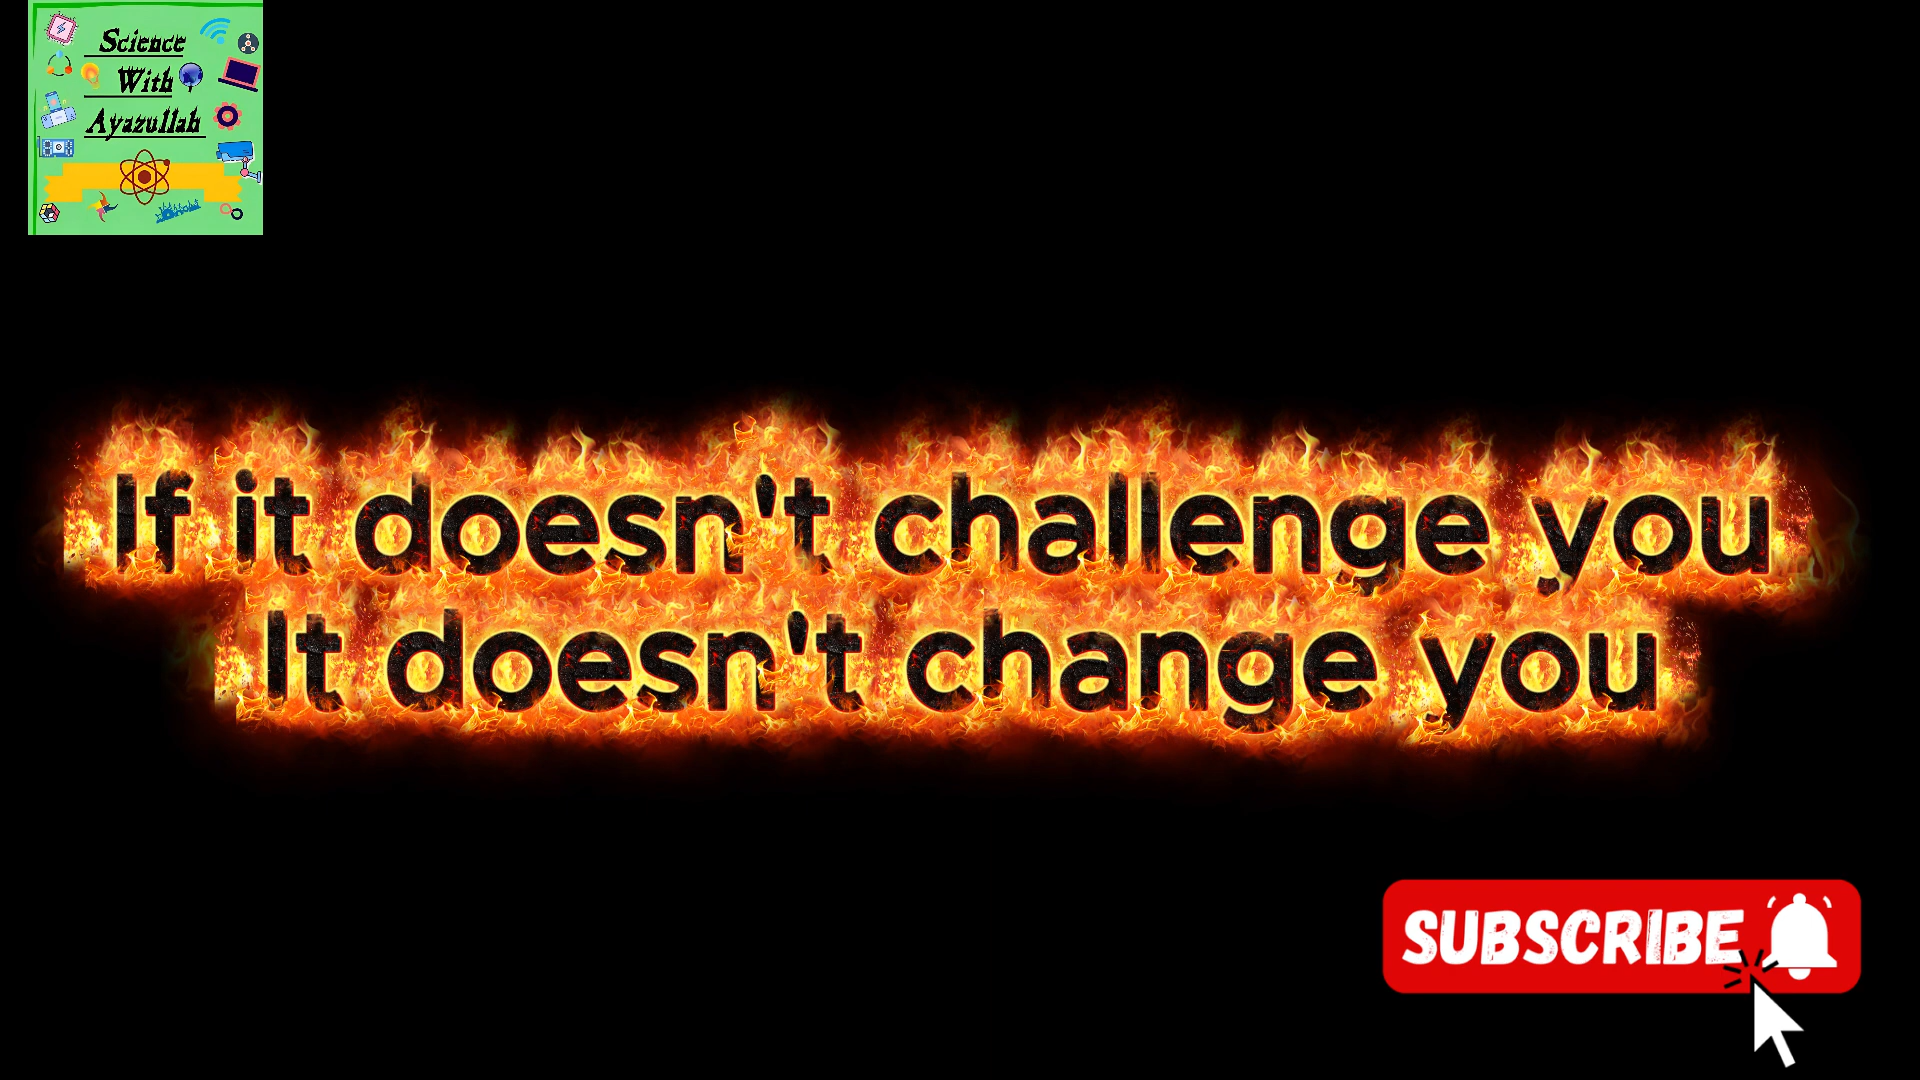 Science
With
Ayazullah
If it doesn't challenge you
It doesn't change you
SUBSCRIBE